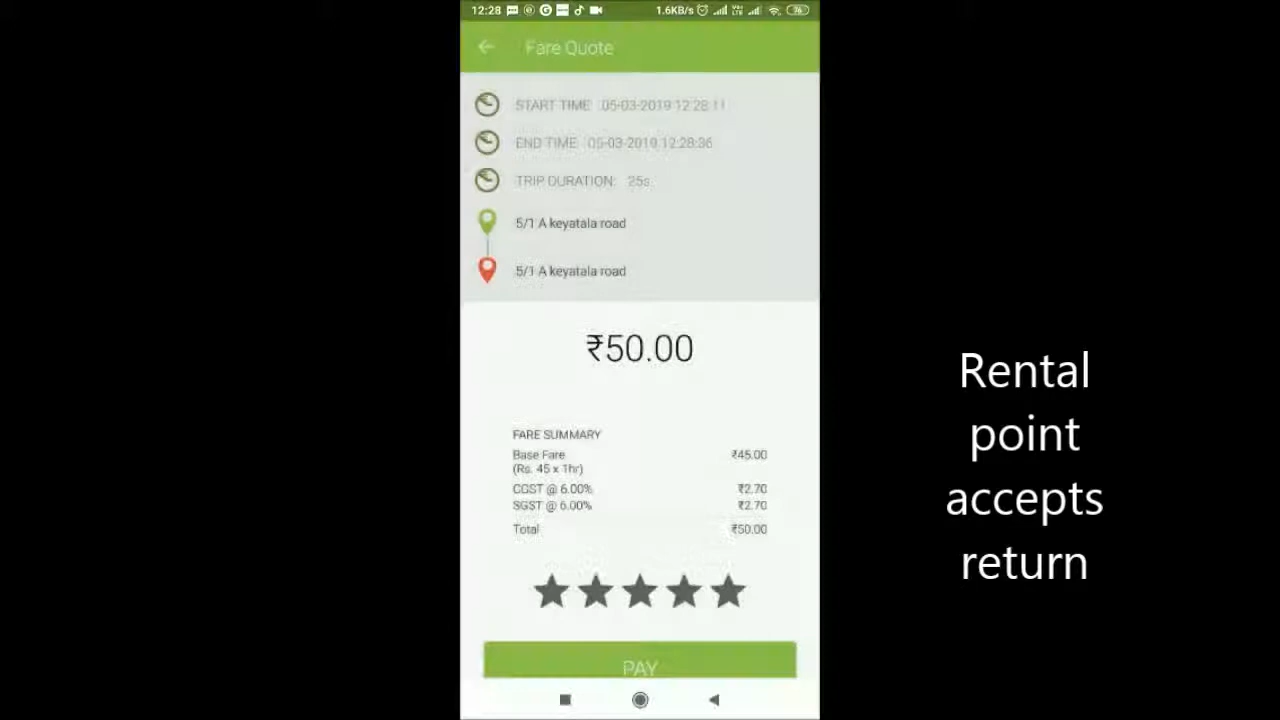 12:28
1.6KB/s
76
Fare Quote
START TIME 05-03-2019 12:28:11
END TIME 05-03-2019 12:28:36
TRIP DURATION: 25s
5/1 A keyatala road
5/1 A keyatala road
₹50.00
FARE SUMMARY
Base Fare ₹45.00
(Rs. 45 x 1hr)
CGST @ 6.00% ₹2.70
SGST @ 6.00% ₹2.70
Total ₹50.00
PAY
Rental
point
accepts
return